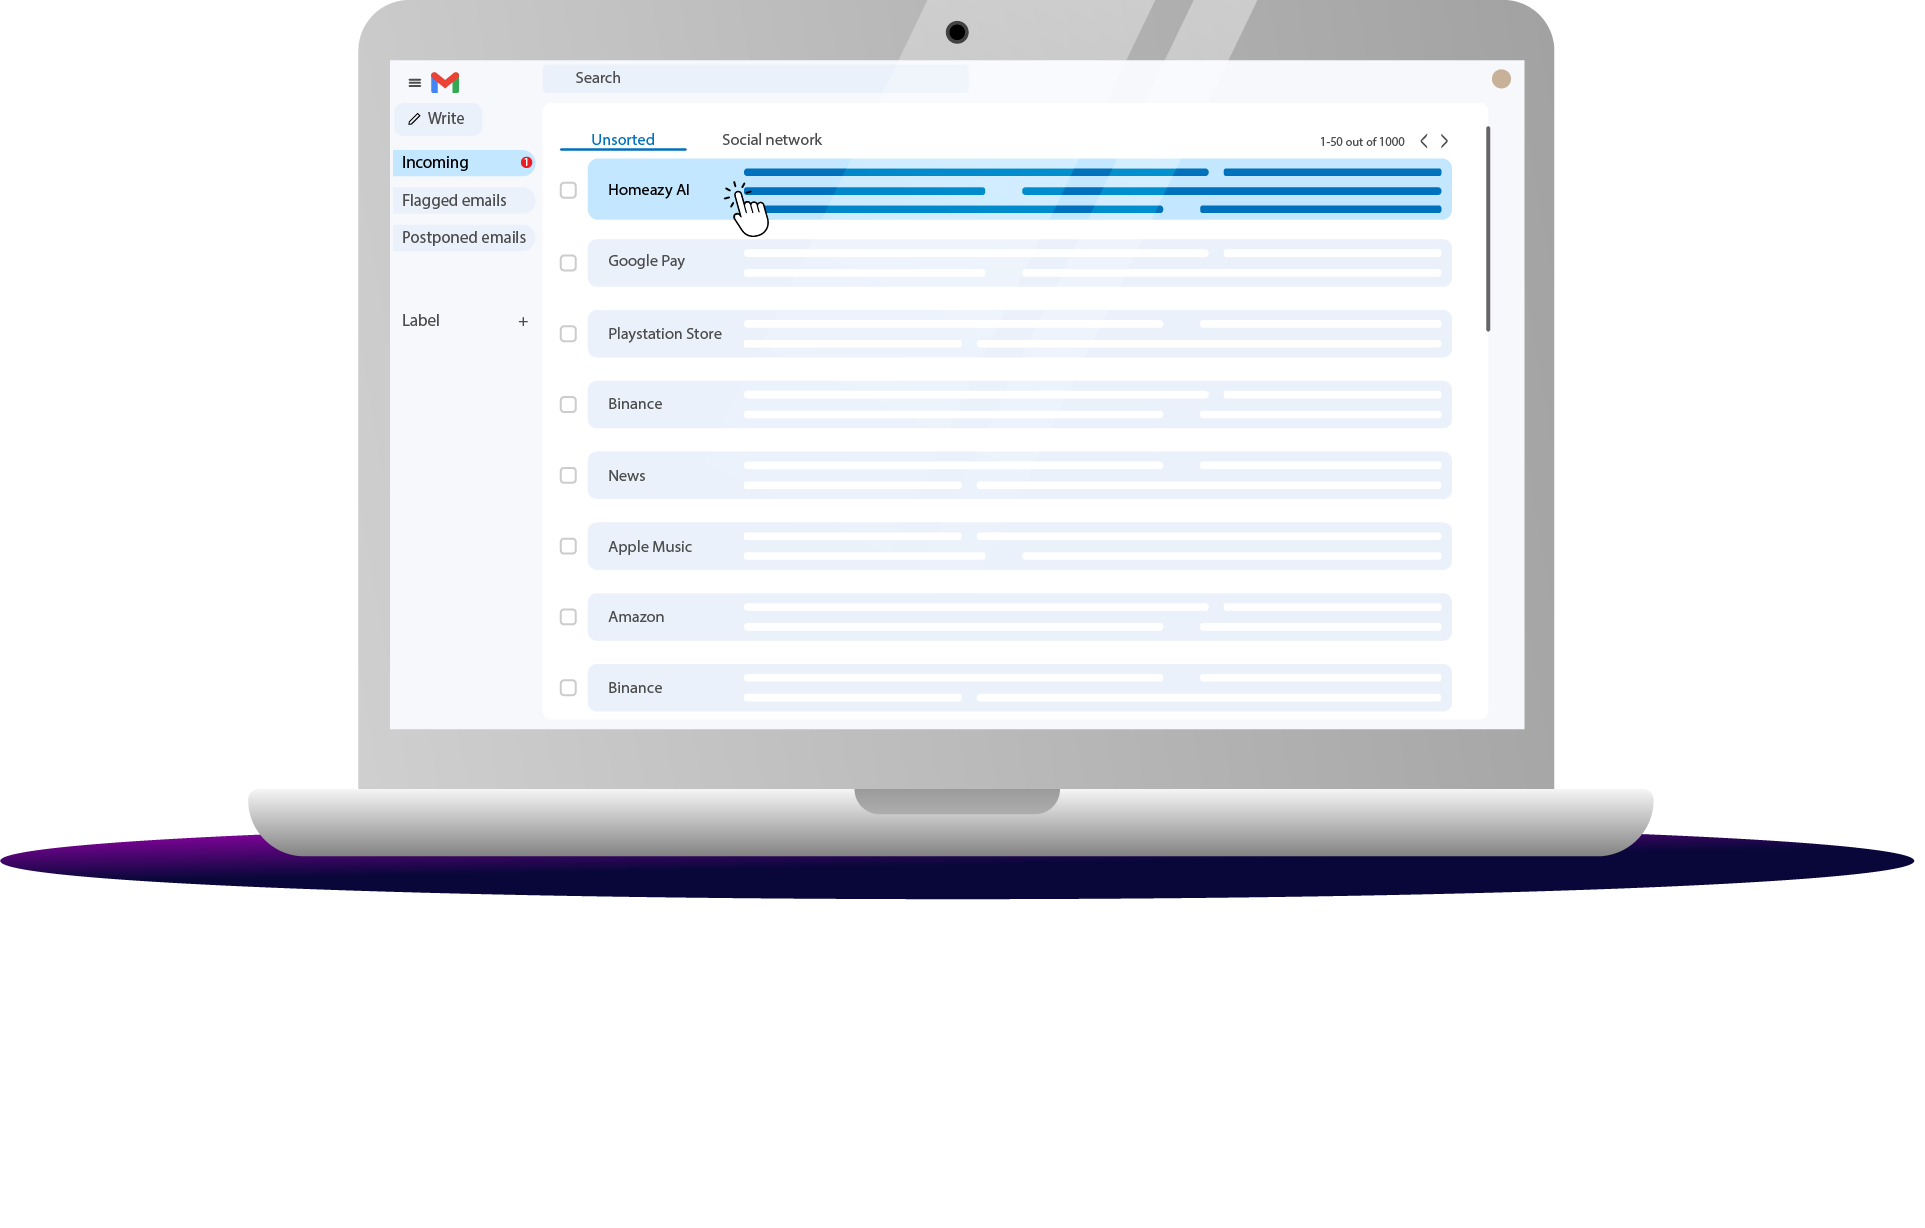 Search
Write
Incoming
1
Flagged emails
Postponed emails
Label +
Unsorted
Social network
1-50 out of 1000
Homeazy AI
Google Pay
Playstation Store
Binance
News
Apple Music
Amazon
Binance